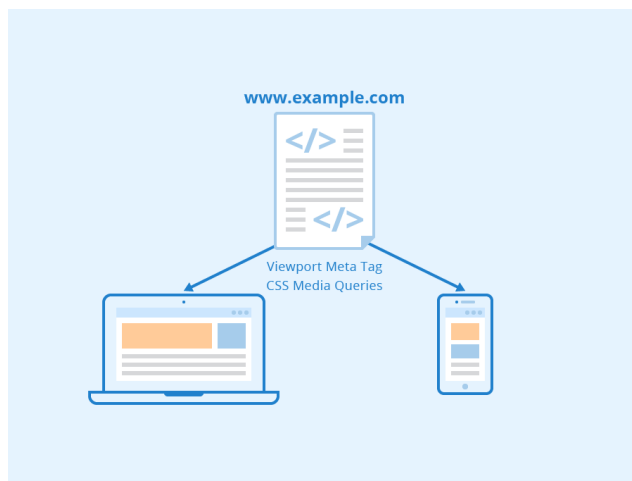 www.example.com
</>
</>
Viewport Meta Tag
CSS Media Queries